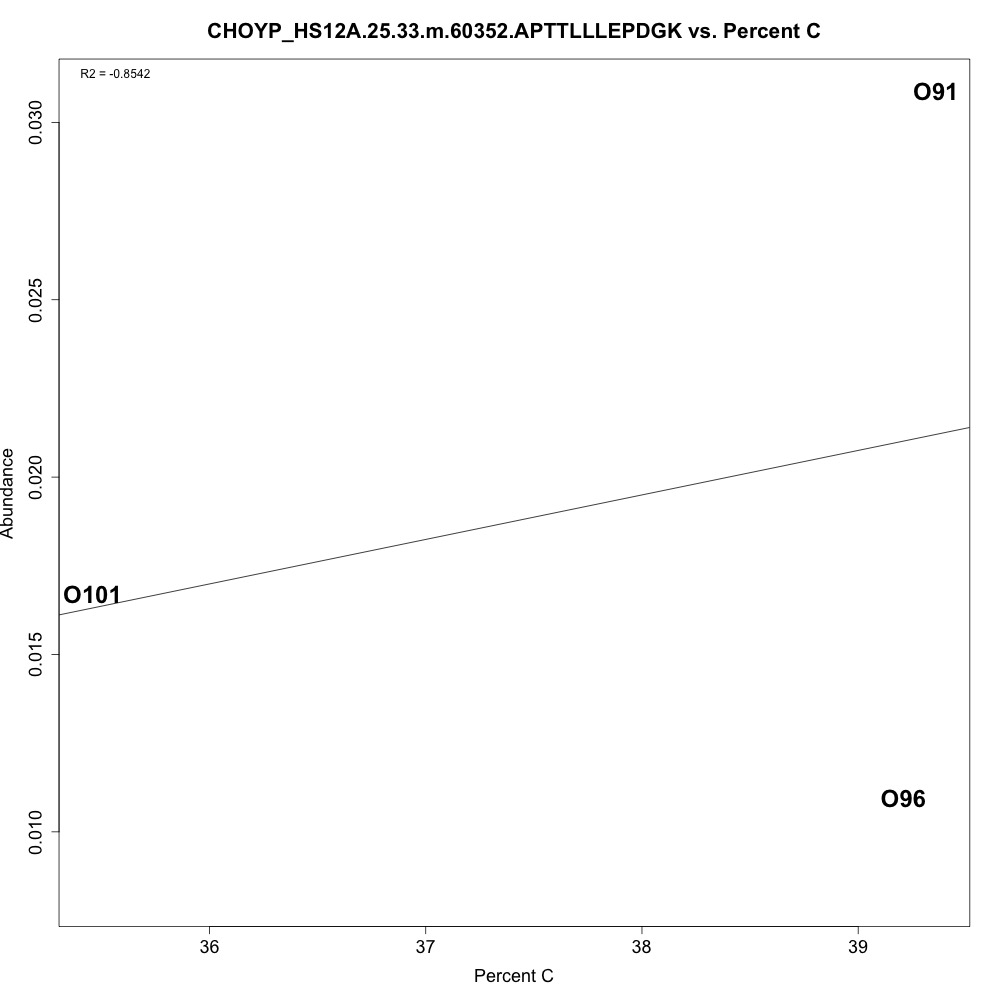 CHOYP_HS12A.25.33.m.60352.APTTLLLEPDGK vs. Percent C
R2 = -0.8542
O91
0.030
0.025
0.020
Abundance
O101
0.015
O96
0.010
36 37 38 39
Percent C